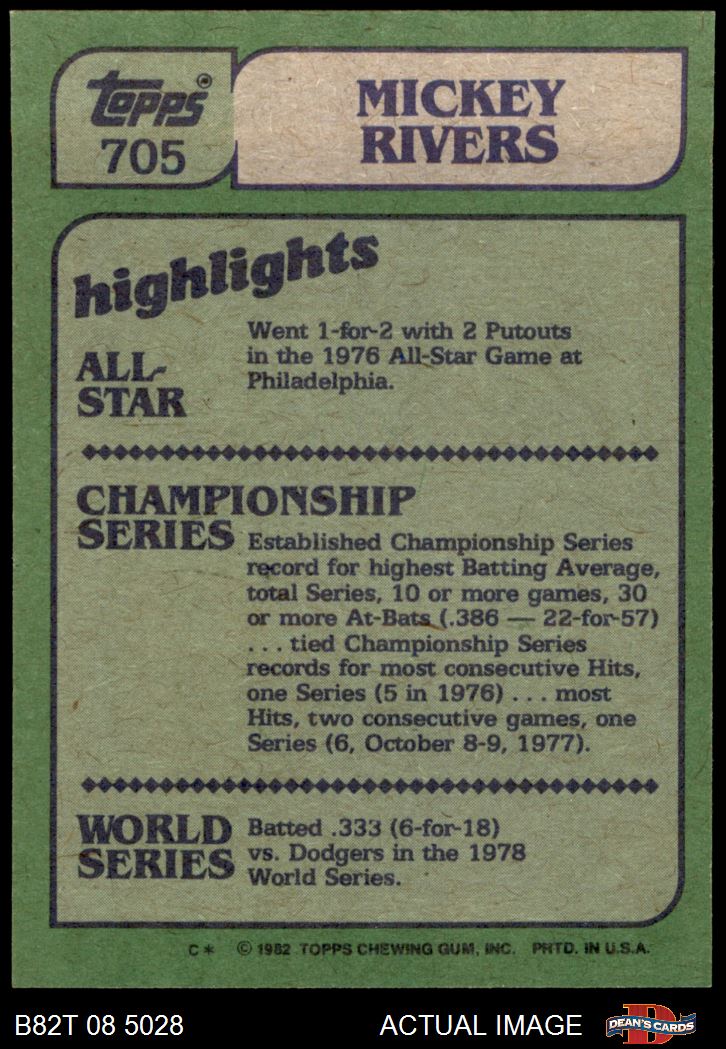 topps®
705
MICKEY
RIVERS
highlights
ALL-
STAR
Went 1-for-2 with 2 Putouts
in the 1976 All-Star Game at
Philadelphia.
CHAMPIONSHIP
SERIES
Established Championship Series
record for highest Batting Average,
total Series, 10 or more games, 30
or more At-Bats (.386 — 22-for-57)
. . . tied Championship Series
records for most consecutive Hits,
one Series (5 in 1976) . . . most
Hits, two consecutive games, one
Series (6, October 8-9, 1977).
WORLD
SERIES
Batted .333 (6-for-18)
vs. Dodgers in the 1978
World Series.
C* © 1982 TOPPS CHEWING GUM, INC. PRTD. IN U.S.A.
B82T 08 5028
ACTUAL IMAGE
D
DEAN'S CARDS